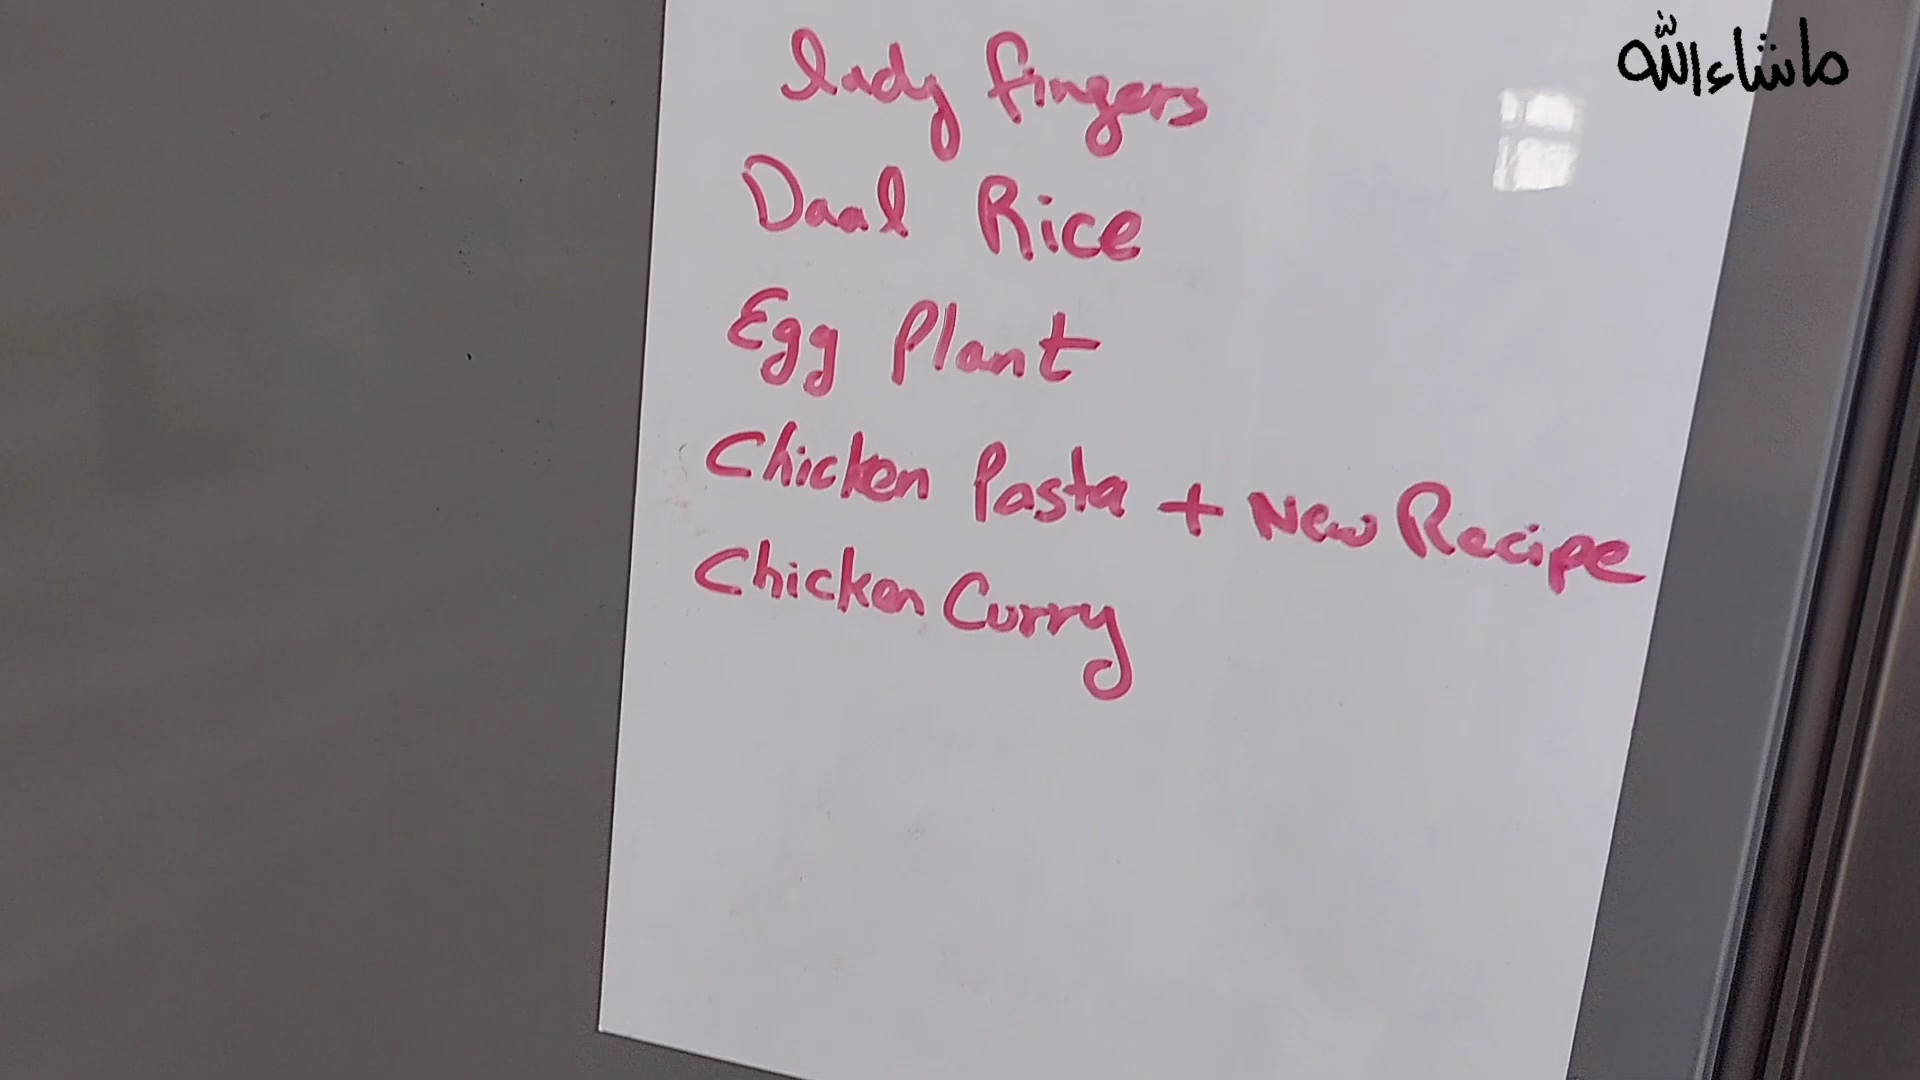 ماشاءالله
lady fingers
Daal Rice
Egg Plant
Chicken Pasta + New Recipe
Chicken Curry